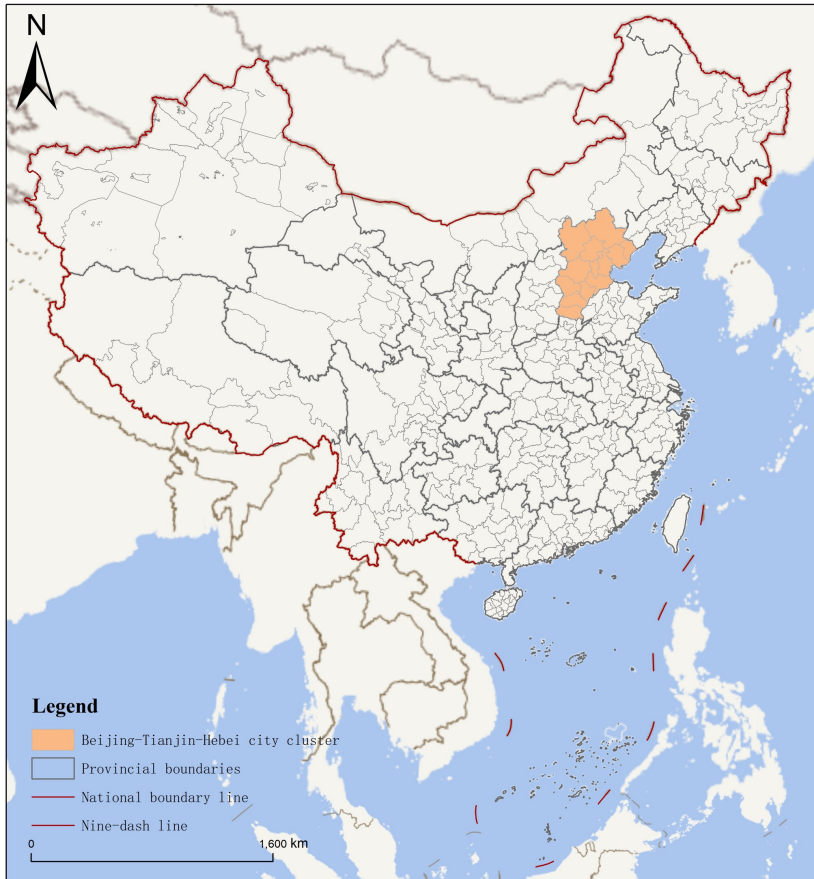 N
Legend
Beijing-Tianjin-Hebei city cluster
Provincial boundaries
National boundary line
Nine-dash line
0 1,600 km